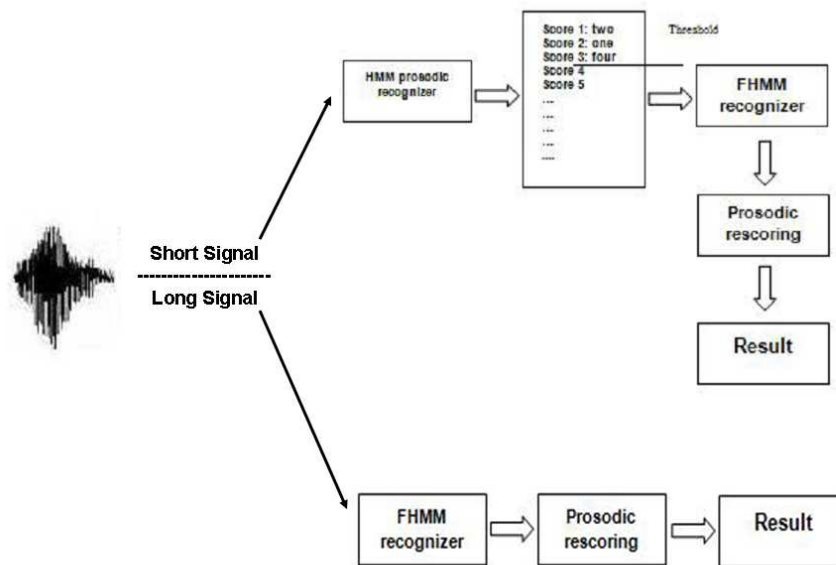 Score 1: two
Score 2: one
Score 3: four
Score 4
Score 5
....
....
....
....
....
Threshold
HMM prosodic
recognizer
FHMM
recognizer
Prosodic
rescoring
Result
Short Signal
Long Signal
FHMM
recognizer
Prosodic
rescoring
Result